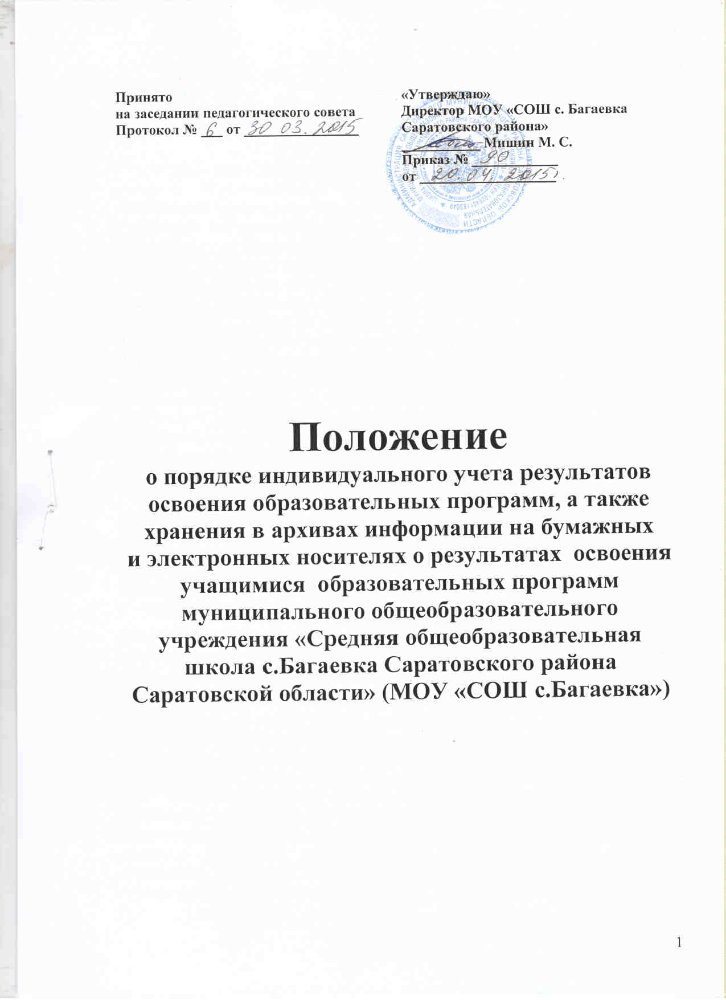 Принято
на заседании педагогического совета
Протокол № 6 от 30 03. 2015
«Утверждаю»
Директор МОУ «СОШ с. Багаевка
Саратовского района»
Мишин М. С.
Приказ № 90
от 20. 04. 2015
Положение
о порядке индивидуального учета результатов
освоения образовательных программ, а также
хранения в архивах информации на бумажных
и электронных носителях о результатах освоения
учащимися образовательных программ
муниципального общеобразовательного
учреждения «Средняя общеобразовательная
школа с.Багаевка Саратовского района
Саратовской области» (МОУ «СОШ с.Багаевка»)
1